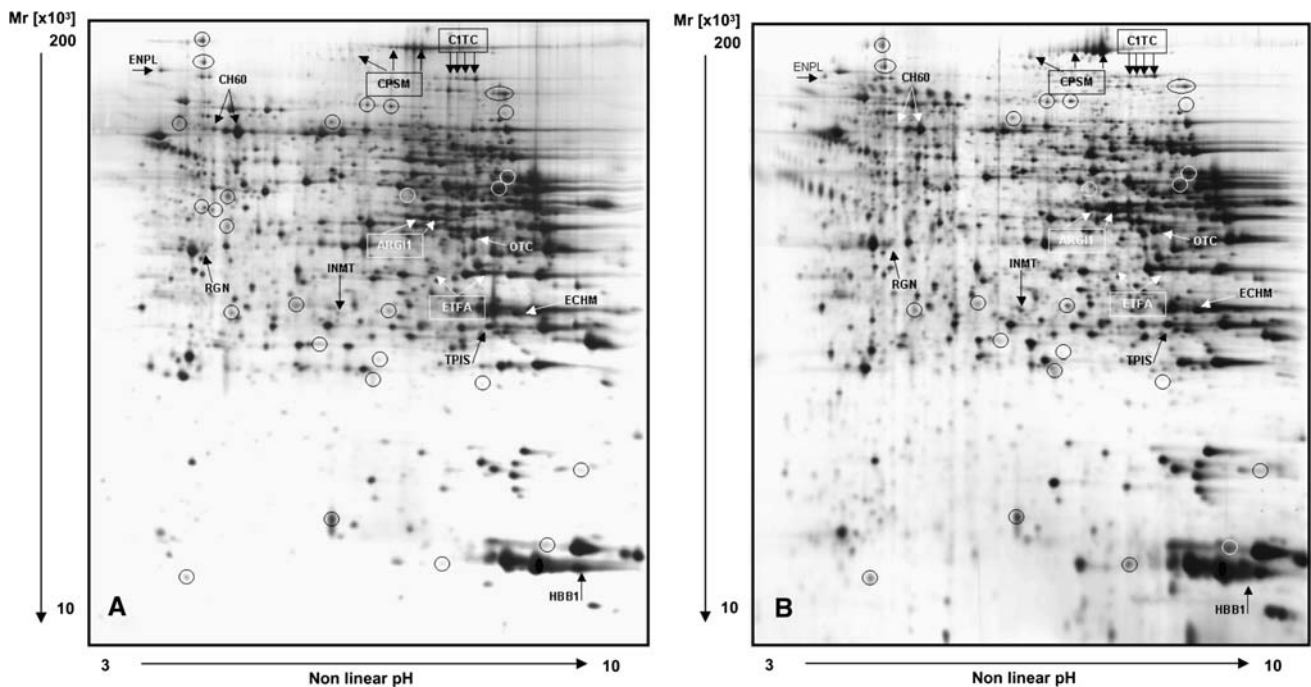 Mr [x10³]
200
ENPL
CH60
C1TC
CPSM
ARGI1
OTC
RGN
INMT
ETFA
ECHM
TPIS
HBB1
A
10
3
10
Non linear pH
Mr [x10³]
200
ENPL
CH60
C1TC
CPSM
ARGI1
OTC
RGN
INMT
ETFA
ECHM
TPIS
HBB1
B
10
3
10
Non linear pH